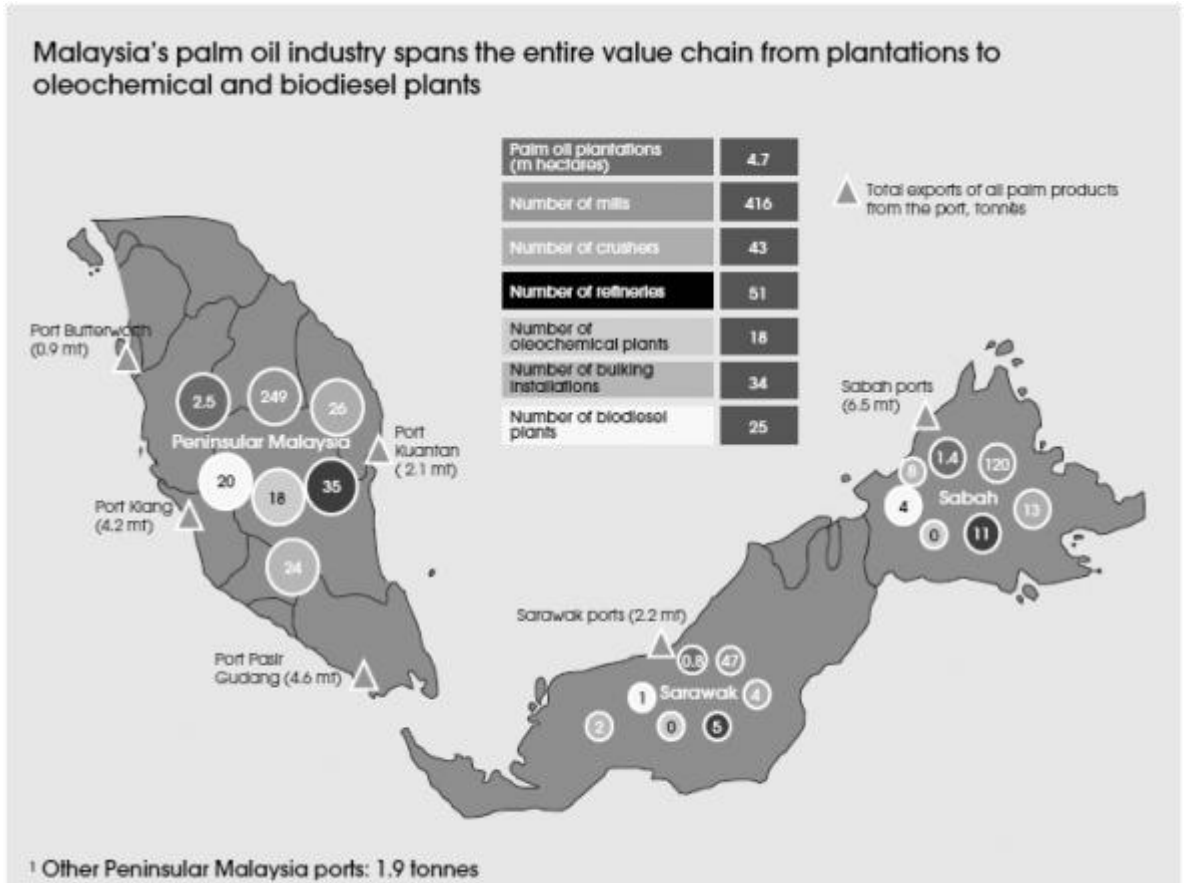 Malaysia's palm oil industry spans the entire value chain from plantations to
oleochemical and biodiesel plants
Palm oil plantations
(m hectares)
4.7
Number of mills
416
Number of crushers
43
Number of refineries
51
Number of
oleochemical plants
18
Number of bulking
installations
34
Number of biodiesel
plants
25
Total exports of all palm products
from the port, tonnes
Port Butterworth
(0.9 mt)
2.5
249
26
Peninsular Malaysia
Port
Kuantan
( 2.1 mt)
20
18
35
Port Klang
(4.2 mt)
24
Port Pasir
Gudang (4.6 mt)
Sabah ports
(6.5 mt)
8
1.4
120
Sabah
4
13
0
11
Sarawak ports (2.2 mt)
0.8
47
1
Sarawak
4
2
0
5
1 Other Peninsular Malaysia ports: 1.9 tonnes